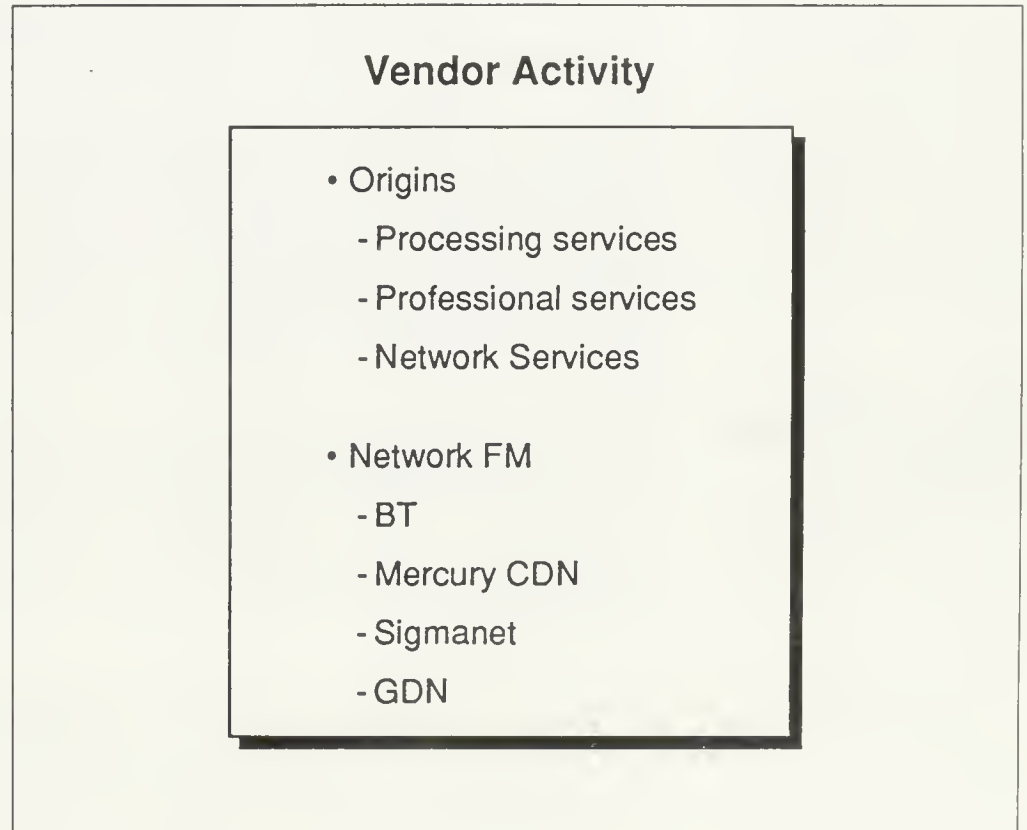 Vendor Activity
• Origins
- Processing services
- Professional services
- Network Services
• Network FM
- BT
- Mercury CDN
- Sigmanet
- GDN